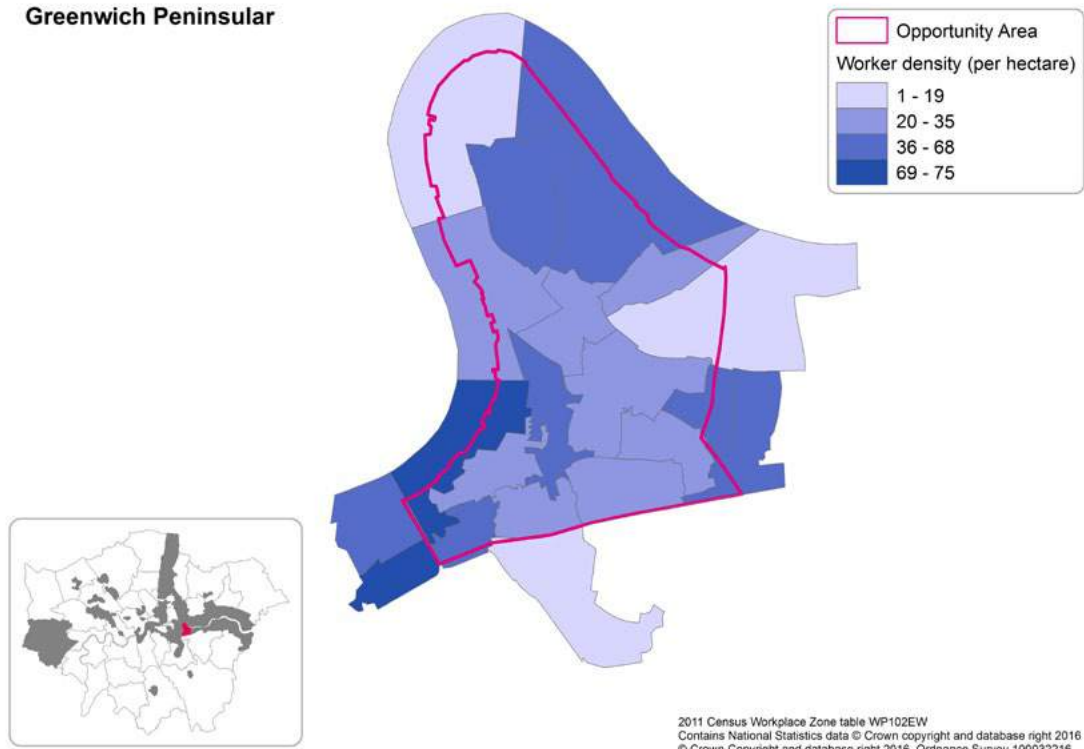 Greenwich Peninsular
Opportunity Area
Worker density (per hectare)
1 - 19
20 - 35
36 - 68
69 - 75
2011 Census Workplace Zone table WP102EW
Contains National Statistics data © Crown copyright and database right 2016
© Crown Copyright and database right 2016. Ordnance Survey 100032216